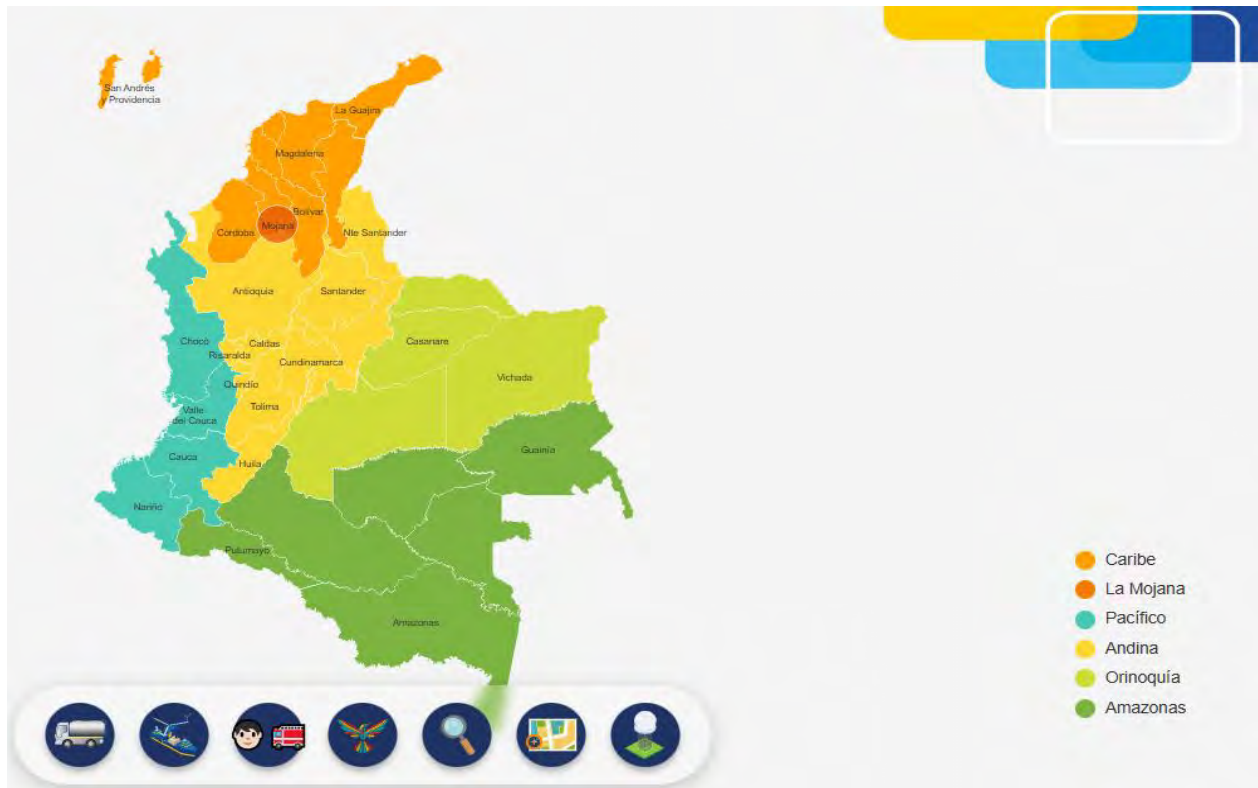 San Andrés
y Providencia
La Guajira
Magdalena
Bolívar
Mojana
Córdoba
Nte Santander
Antioquia
Santander
Chocó
Caldas
Casanare
Risaralda
Cundinamarca
Vichada
Quindío
Tolima
Valle
del Cauca
Guainía
Cauca
Huila
Nariño
Putumayo
Amazonas
Caribe
La Mojana
Pacífico
Andina
Orinoquía
Amazonas